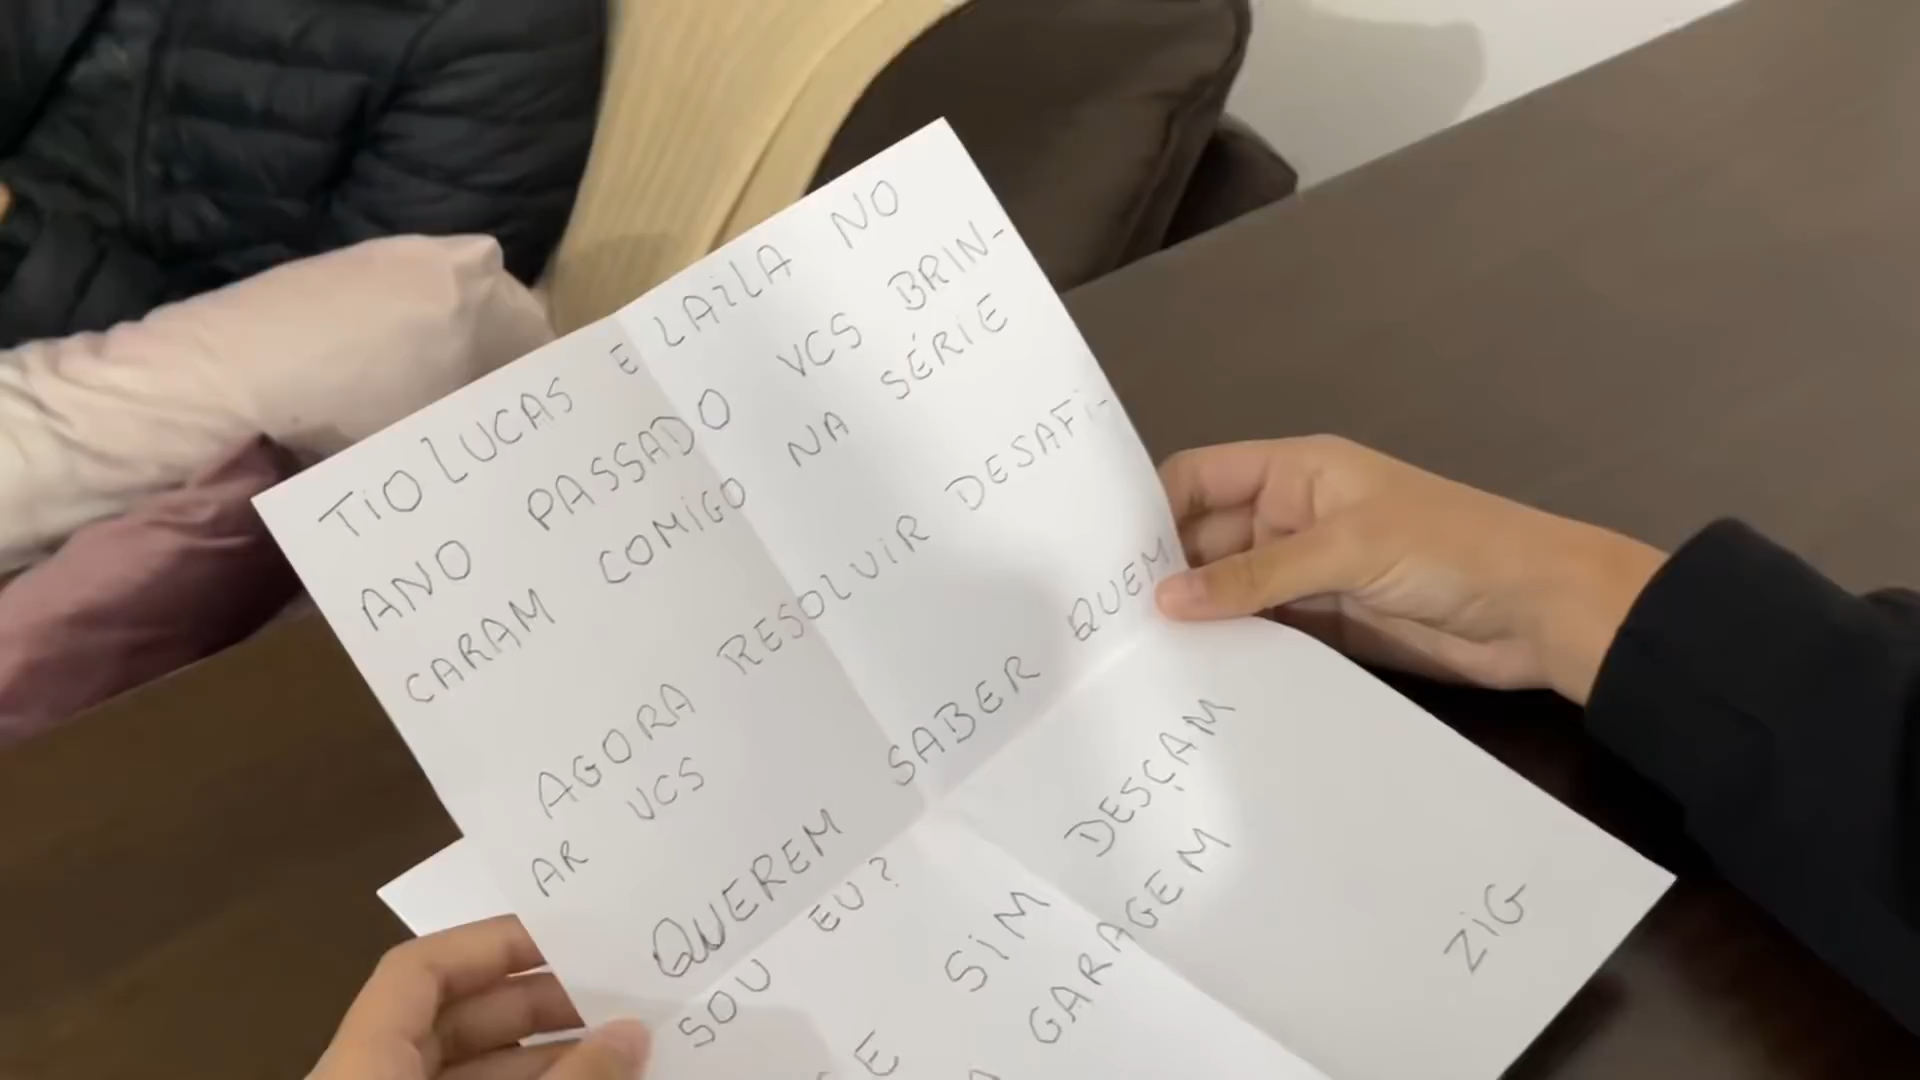 TIO LUCAS E LAILA NO
ANO PASSADO VCS BRIN-
CARAM COMIGO NA SÉRIE
AGORA RESOLVIR DESAFI-
AR VCS
QUEREM SABER QUEM
SOU EU?
SE SIM DESÇAM
A GARAGEM
ZIG